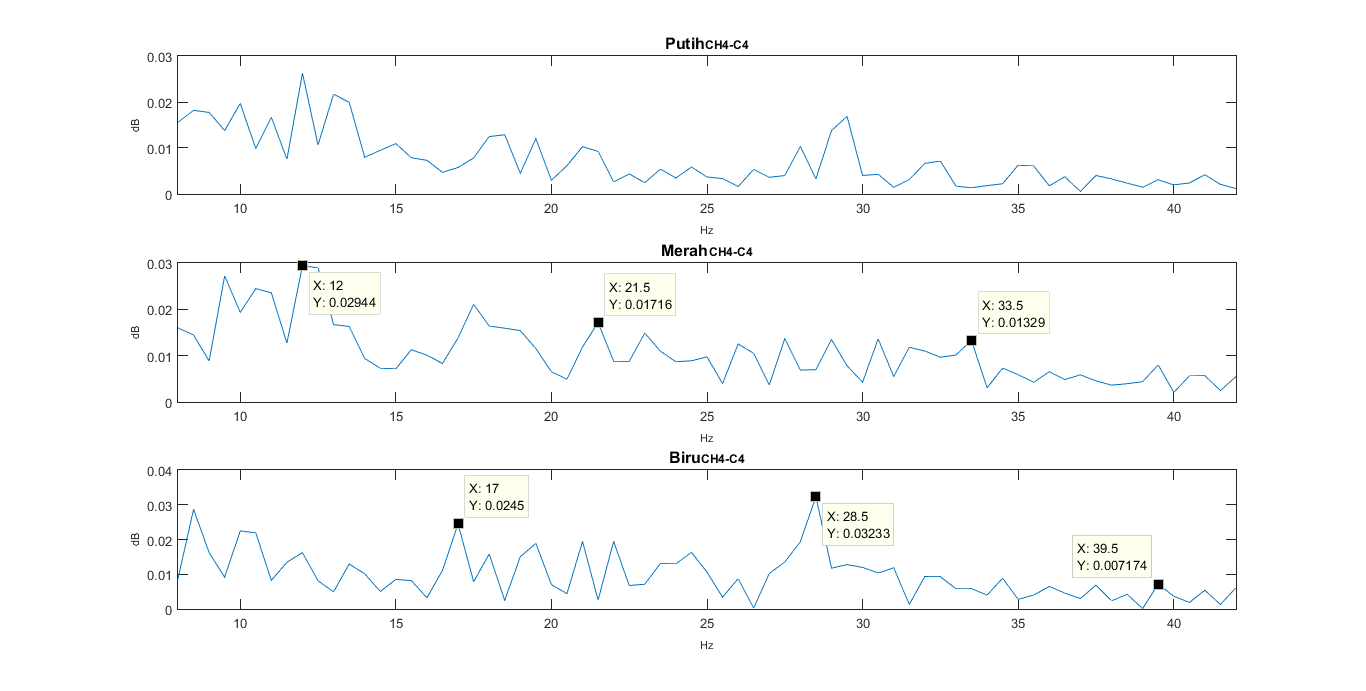 PutihCH4-C4
0.03
0.02
0.01
0
dB
10 15 20 25 30 35 40
Hz
MerahCH4-C4
0.03
0.02
0.01
0
dB
X: 12
Y: 0.02944
X: 21.5
Y: 0.01716
X: 33.5
Y: 0.01329
10 15 20 25 30 35 40
Hz
BiruCH4-C4
0.04
0.03
0.02
0.01
0
dB
X: 17
Y: 0.0245
X: 28.5
Y: 0.03233
X: 39.5
Y: 0.007174
10 15 20 25 30 35 40
Hz